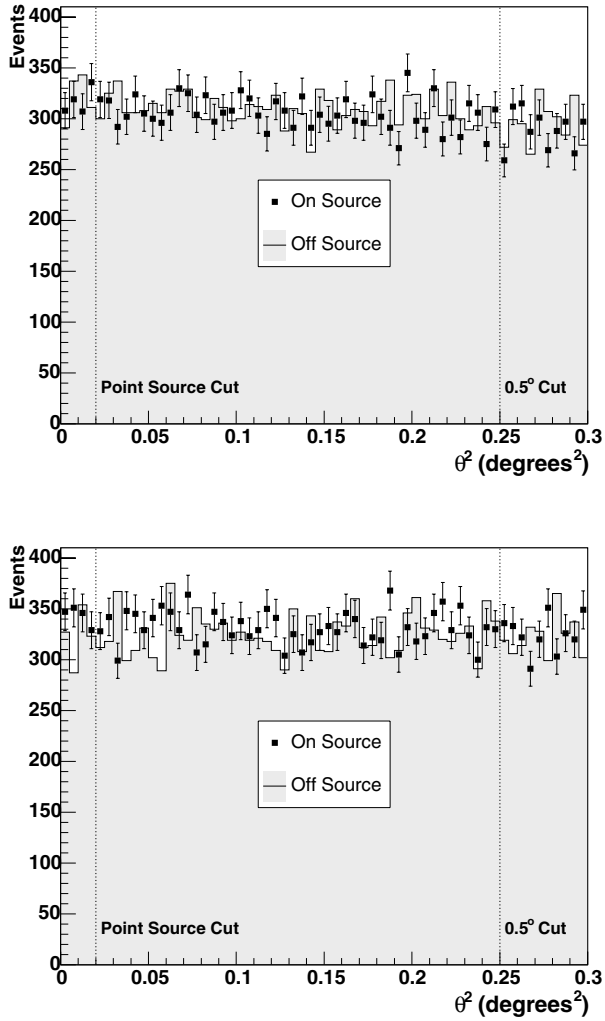 Events
400
350
300
250
200
150
100
50
0
On Source
Off Source
Point Source Cut
0.5° Cut
0 0.05 0.1 0.15 0.2 0.25 0.3
θ² (degrees²)
Events
400
350
300
250
200
150
100
50
0
On Source
Off Source
Point Source Cut
0.5° Cut
0 0.05 0.1 0.15 0.2 0.25 0.3
θ² (degrees²)